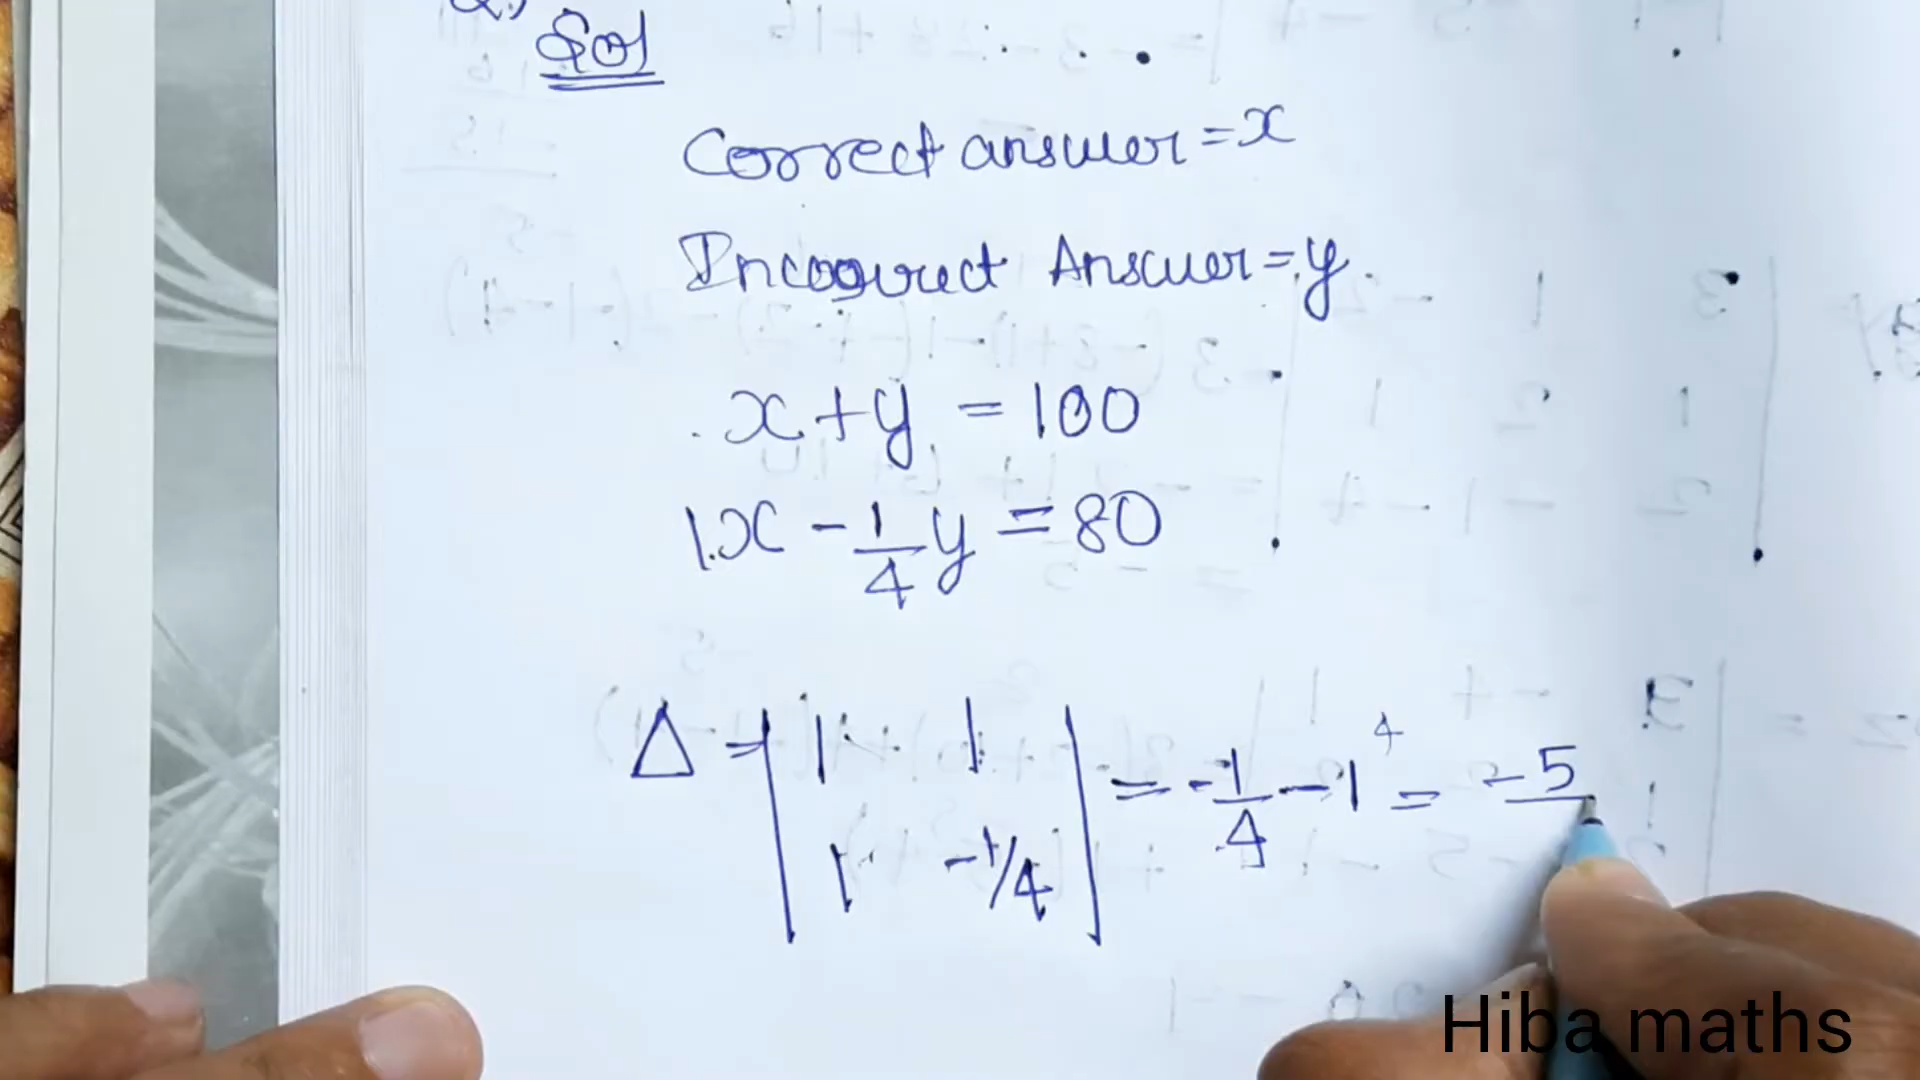 Sol
Correct answer = x
Incorrect Answer = y.
x + y = 100
1.x - 1/4 y = 80
Δ = | 1 1 | = -1/4 - 1 4 = -5
| 1 -1/4 |
Hiba maths